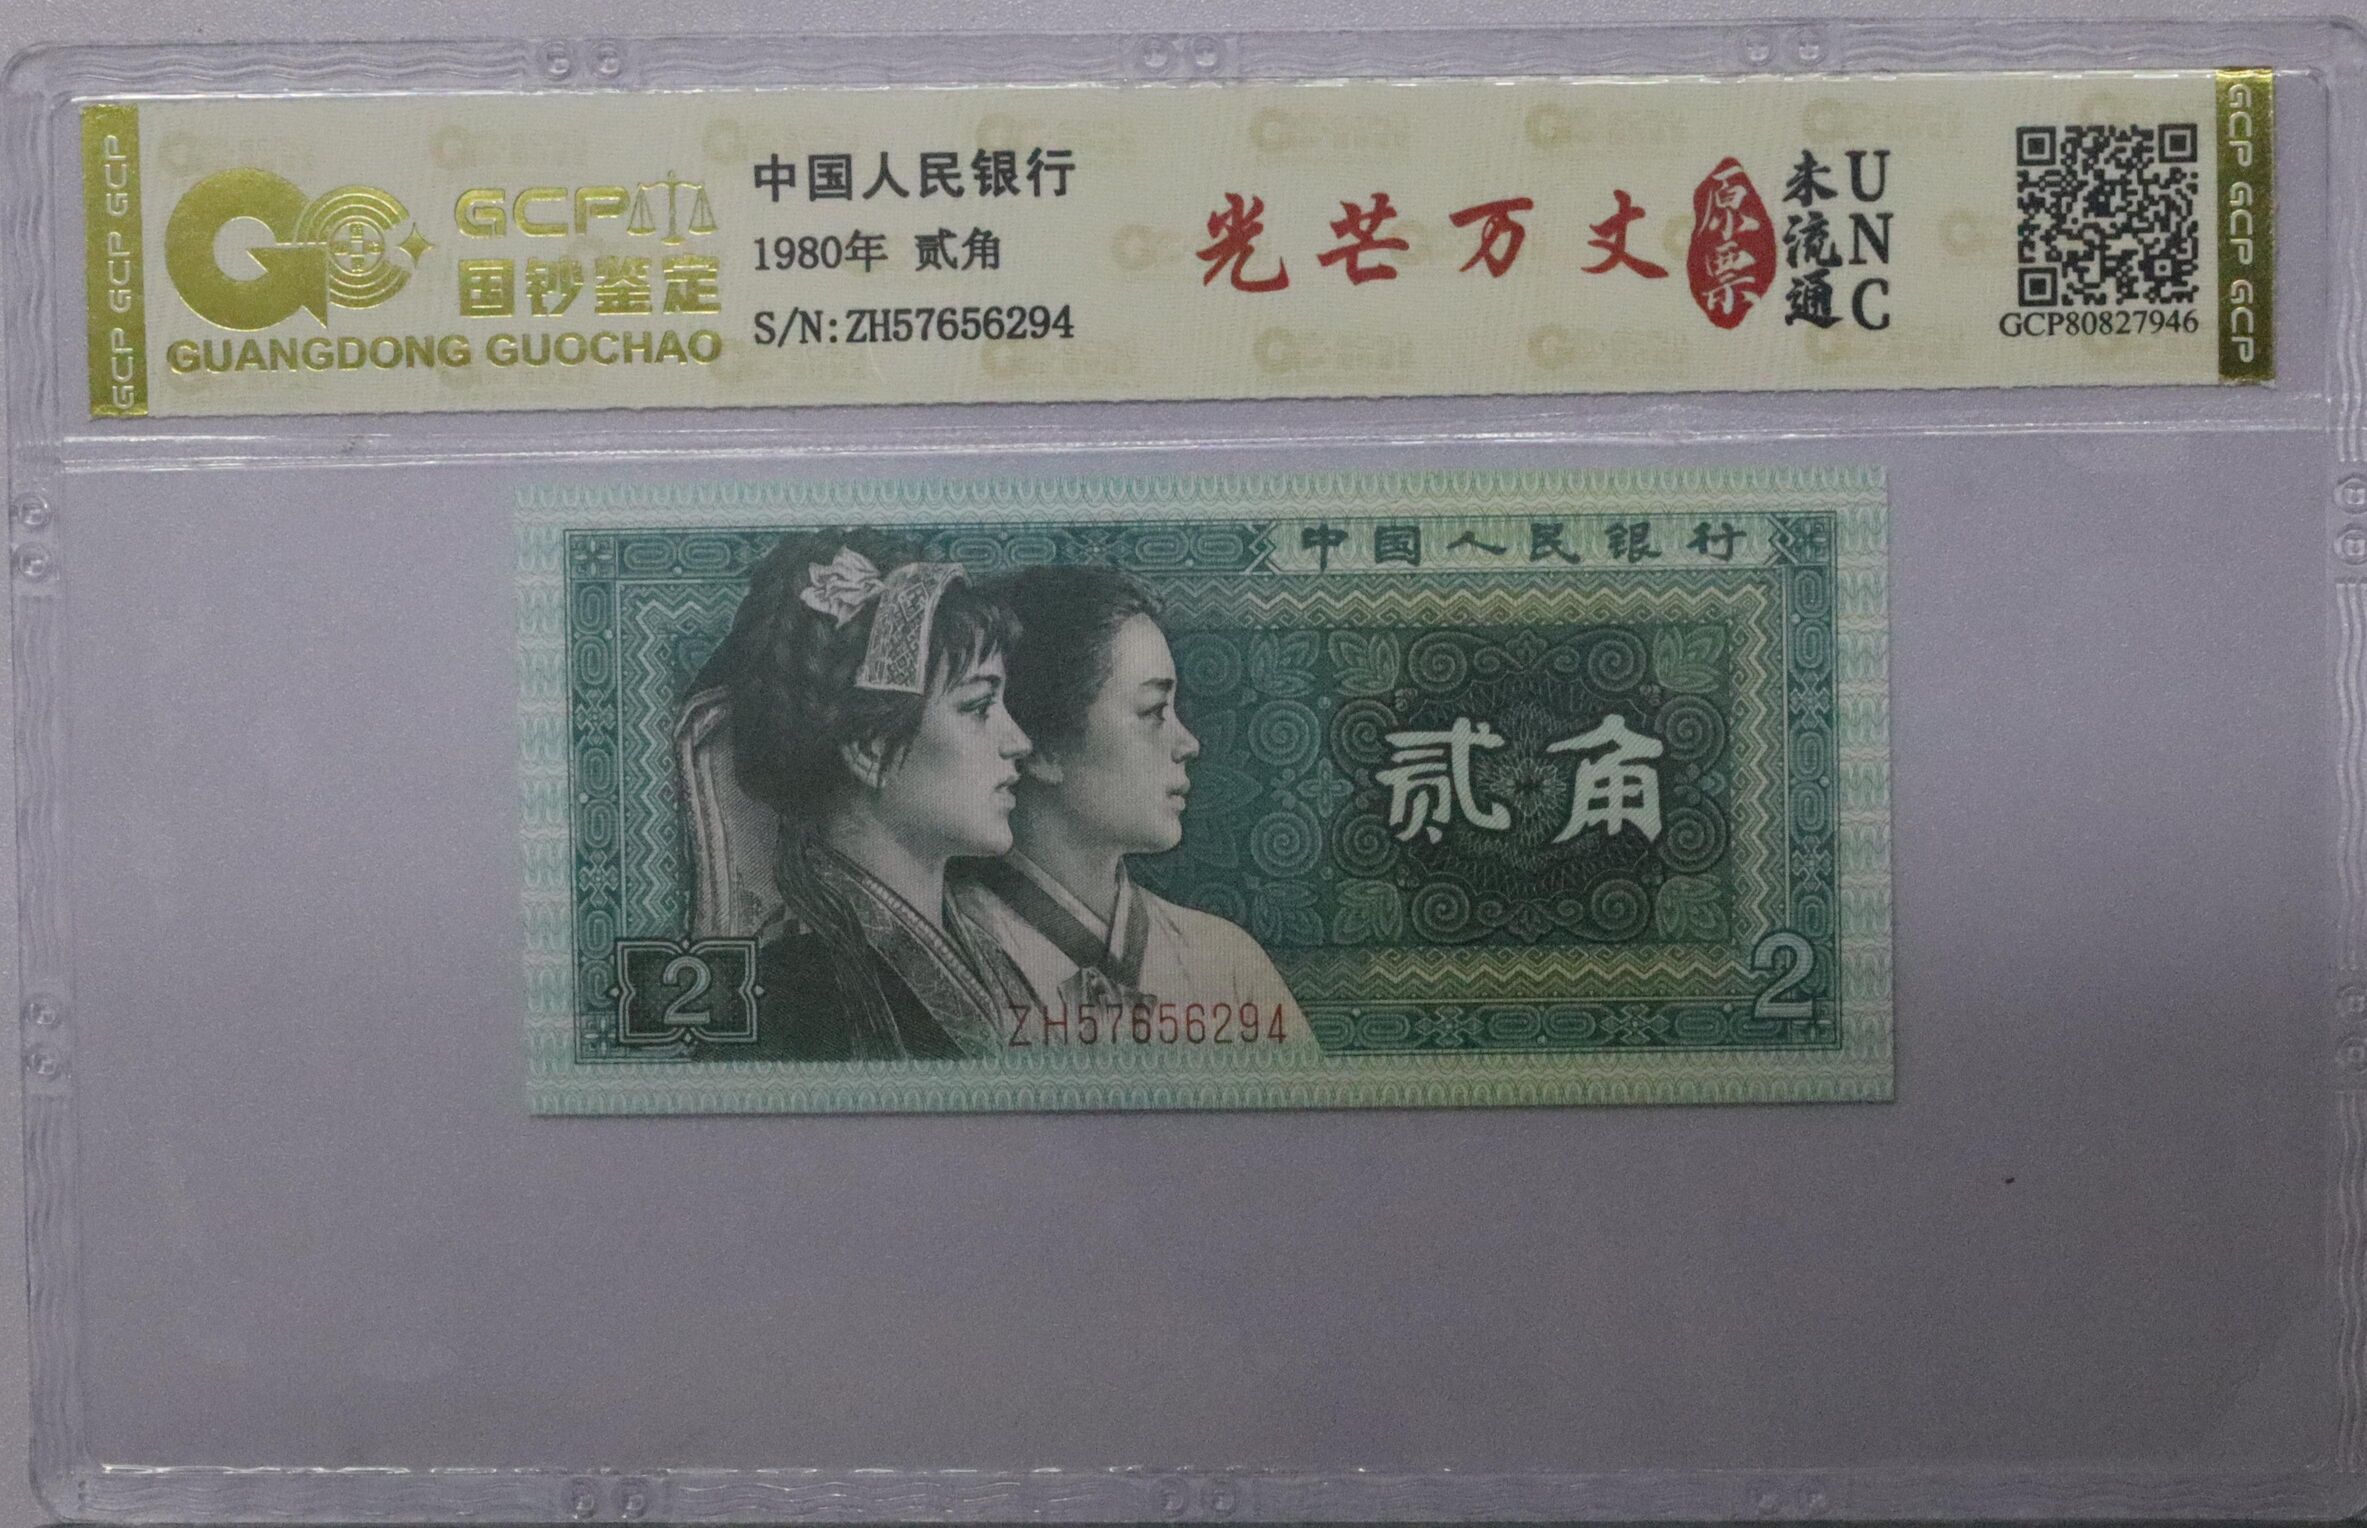 GCP GCP GCP
GCP
国钞鉴定
GUANGDONG GUOCHAO
中国人民银行
1980年 贰角
S/N:ZH57656294
光芒万丈
原票
未流通
UNC
GCP80827946
GCP GCP GCP
中国人民银行
贰角
2
2
ZH57656294